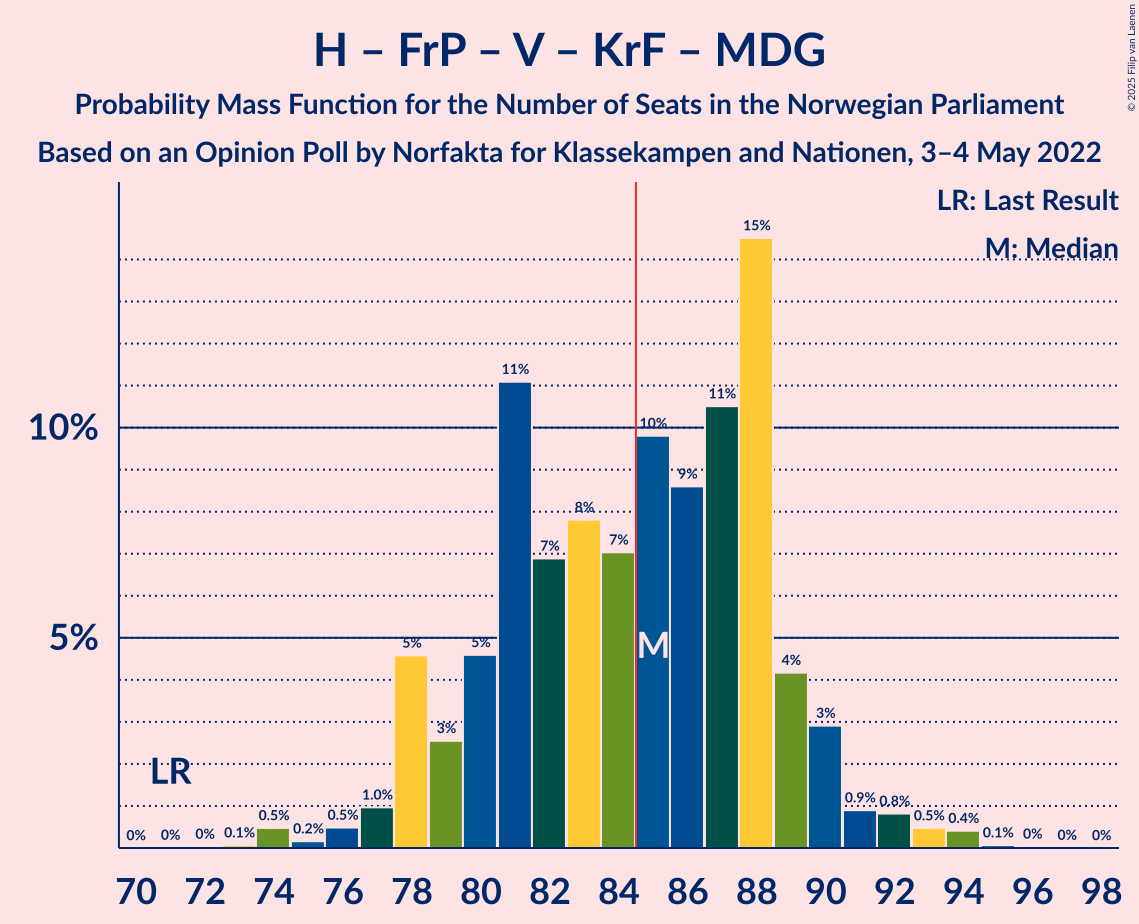 H – FrP – V – KrF – MDG
Probability Mass Function for the Number of Seats in the Norwegian Parliament
Based on an Opinion Poll by Norfakta for Klassekampen and Nationen, 3–4 May 2022
© 2025 Filip van Laenen
LR: Last Result
M: Median
10%
5%
LR
M
0% 0% 0% 0.1% 0.5% 0.2% 0.5% 1.0% 5% 3% 5% 11% 7% 8% 7% 10% 9% 11% 15% 4% 3% 0.9% 0.8% 0.5% 0.4% 0.1% 0% 0% 0%
70 72 74 76 78 80 82 84 86 88 90 92 94 96 98